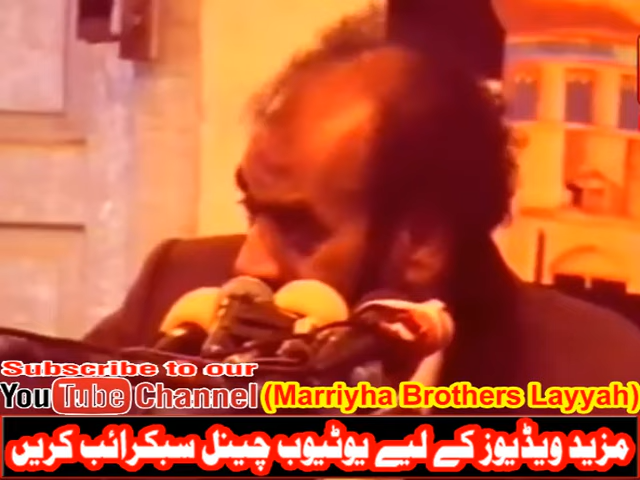 Subscribe to our
YouTube Channel (Marriyha Brothers Layyah)
مزید ویڈیوز کے لیے یوٹیوب چینل سبکرائب کریں